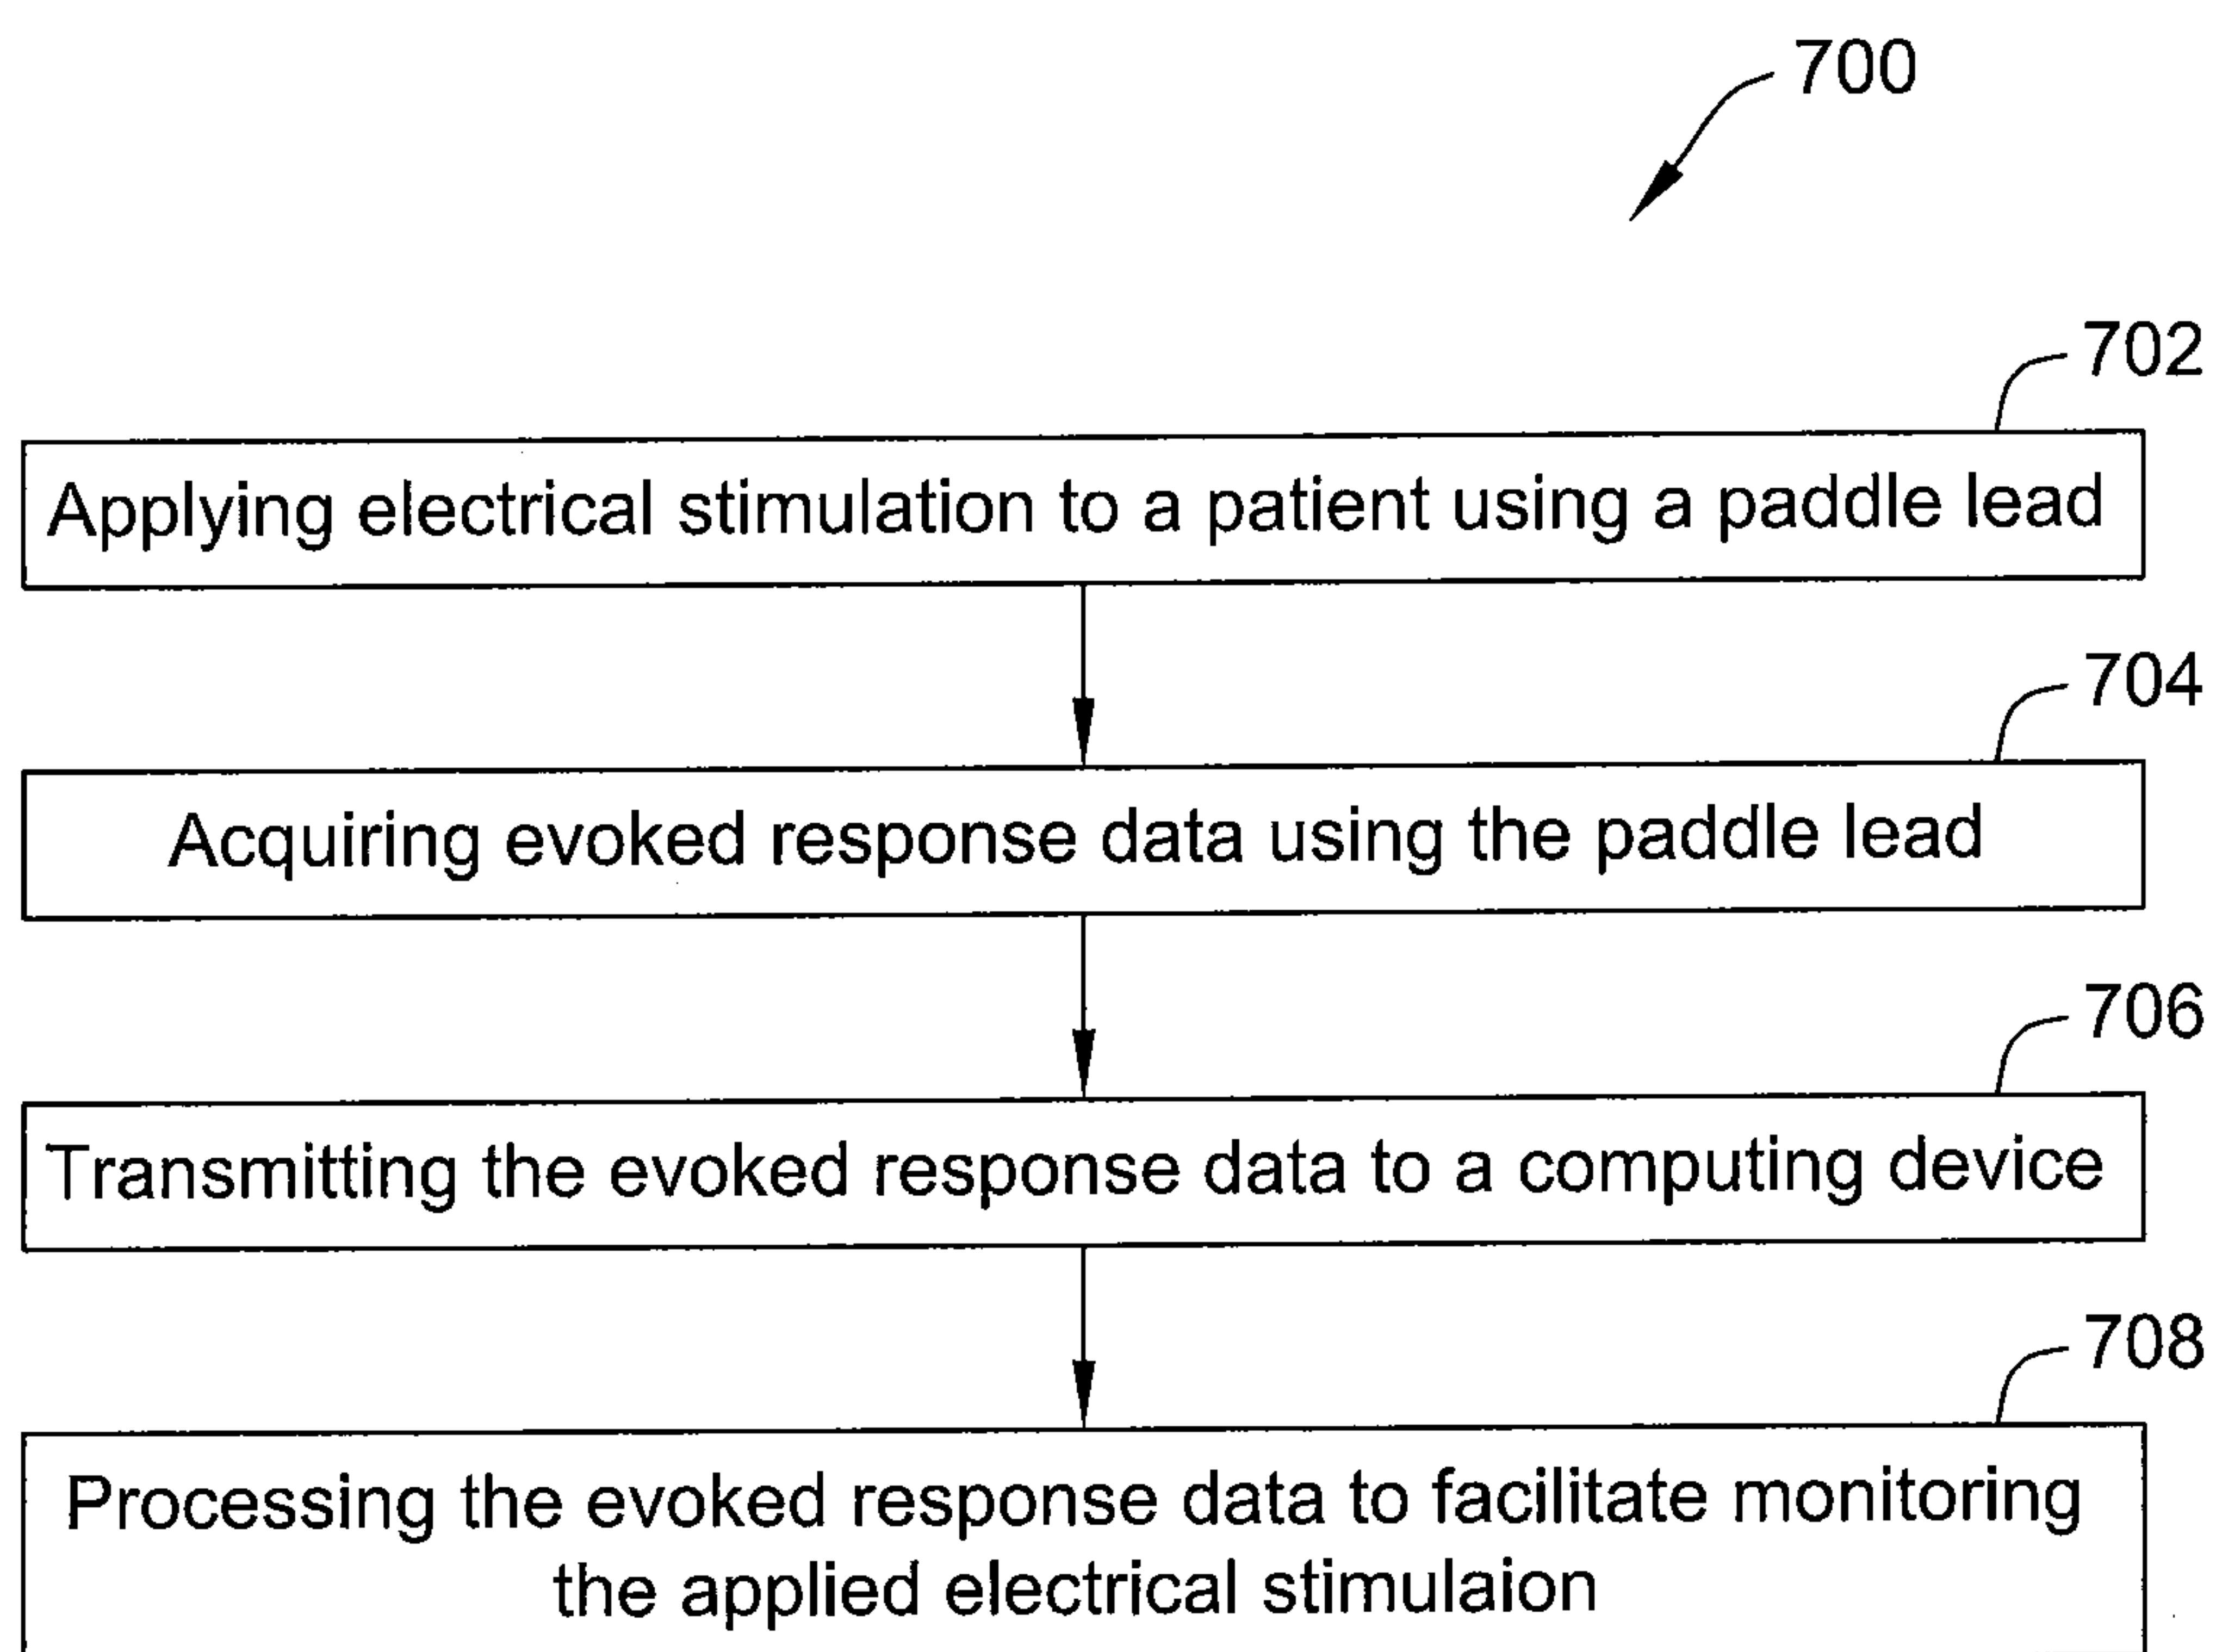 700
702
Applying electrical stimulation to a patient using a paddle lead
704
Acquiring evoked response data using the paddle lead
706
Transmitting the evoked response data to a computing device
708
Processing the evoked response data to facilitate monitoring
the applied electrical stimulaion